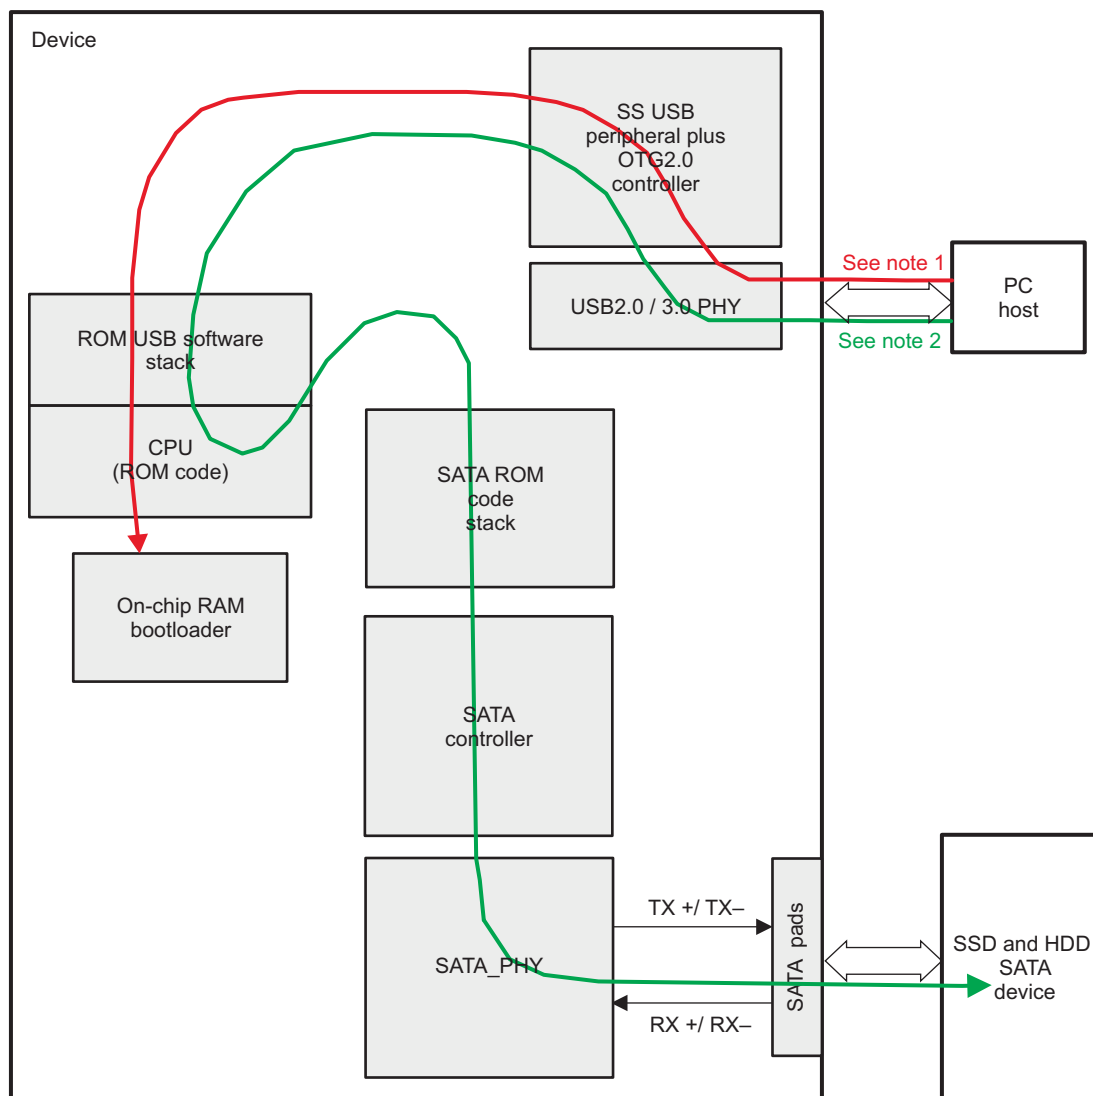 Device
SS USB
peripheral plus
OTG2.0
controller
See note 1
PC
host
USB2.0 / 3.0 PHY
See note 2
ROM USB software
stack
CPU
(ROM code)
SATA ROM
code
stack
On-chip RAM
bootloader
SATA
controller
TX +/ TX–
SATA pads
SSD and HDD
SATA
device
SATA_PHY
RX +/ RX–